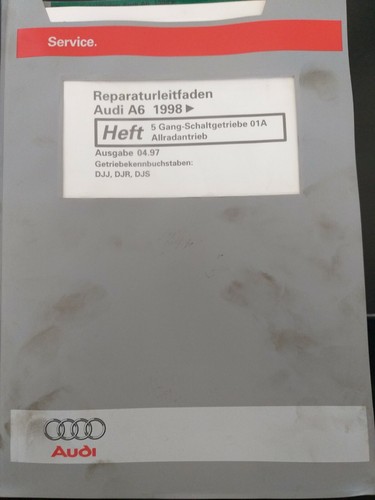 Service.
Reparaturleitfaden
Audi A6 1998 ►
Heft 5 Gang-Schaltgetriebe 01A
Allradantrieb
Ausgabe 04.97
Getriebekennbuchstaben:
DJJ, DJR, DJS
Audi